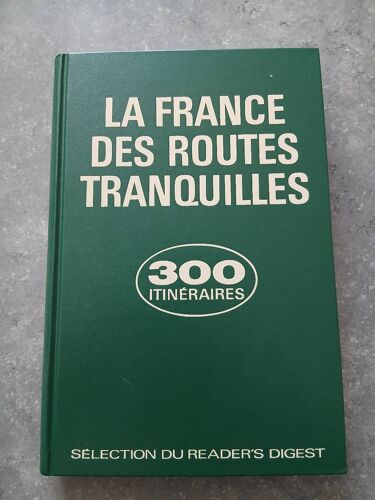 LA FRANCE
DES ROUTES
TRANQUILLES
300
ITINÉRAIRES
SÉLECTION DU READER'S DIGEST